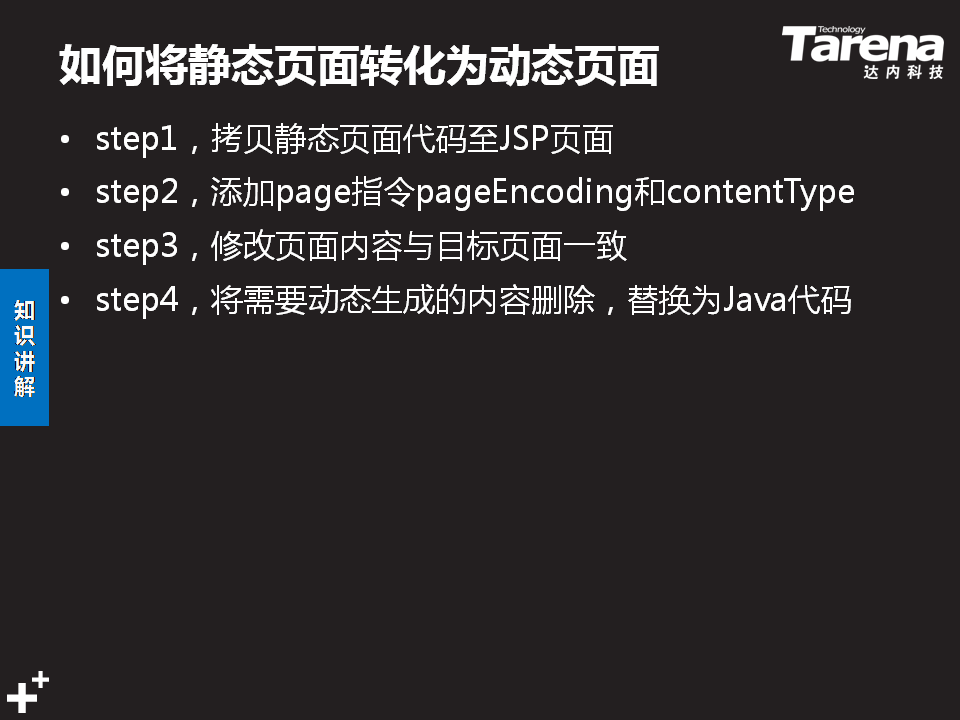 如何将静态页面转化为动态页面
Technology
Tarena
达内科技
• step1，拷贝静态页面代码至JSP页面
• step2，添加page指令pageEncoding和contentType
• step3，修改页面内容与目标页面一致
• step4，将需要动态生成的内容删除，替换为Java代码
知识讲解